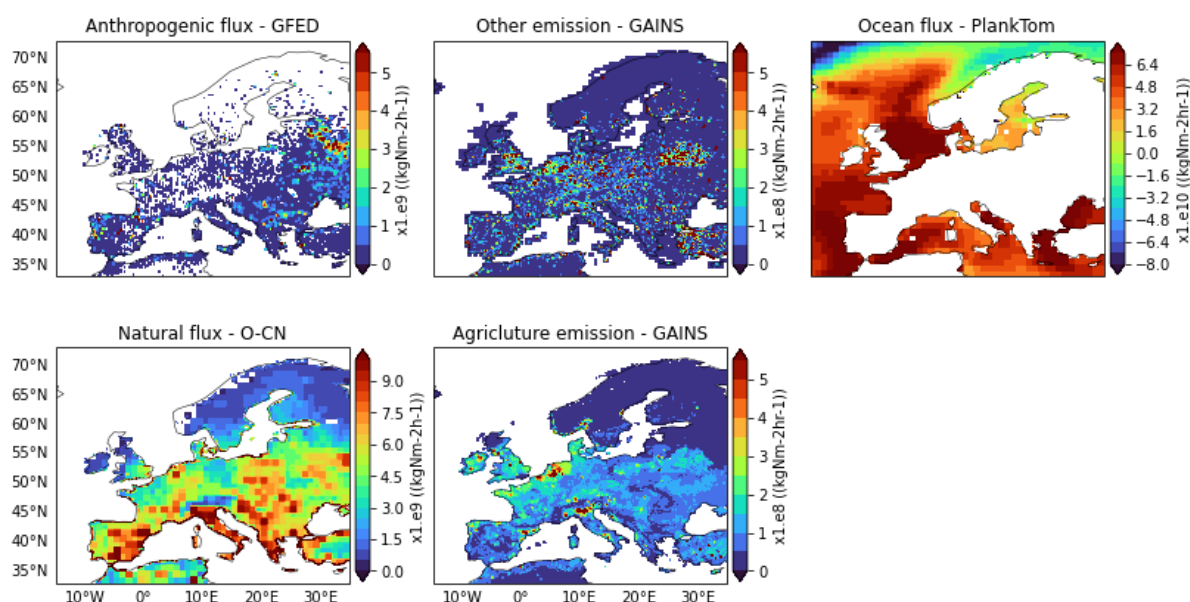 Anthropogenic flux - GFED
Other emission - GAINS
Ocean flux - PlankTom
70°N
65°N
60°N
55°N
50°N
45°N
40°N
35°N
5
4
3
2
1
0
x1.e9 ((kgNm-2h-1))
5
4
3
2
1
0
x1.e8 ((kgNm-2hr-1))
6.4
4.8
3.2
1.6
0.0
−1.6
−3.2
−4.8
−6.4
−8.0
x1.e10 ((kgNm-2hr-1))
Natural flux - O-CN
Agricluture emission - GAINS
70°N
65°N
60°N
55°N
50°N
45°N
40°N
35°N
10°W
0°
10°E
20°E
30°E
9.0
7.5
6.0
4.5
3.0
1.5
0.0
x1.e9 ((kgNm-2h-1))
10°W
0°
10°E
20°E
30°E
5
4
3
2
1
0
x1.e8 ((kgNm-2hr-1))